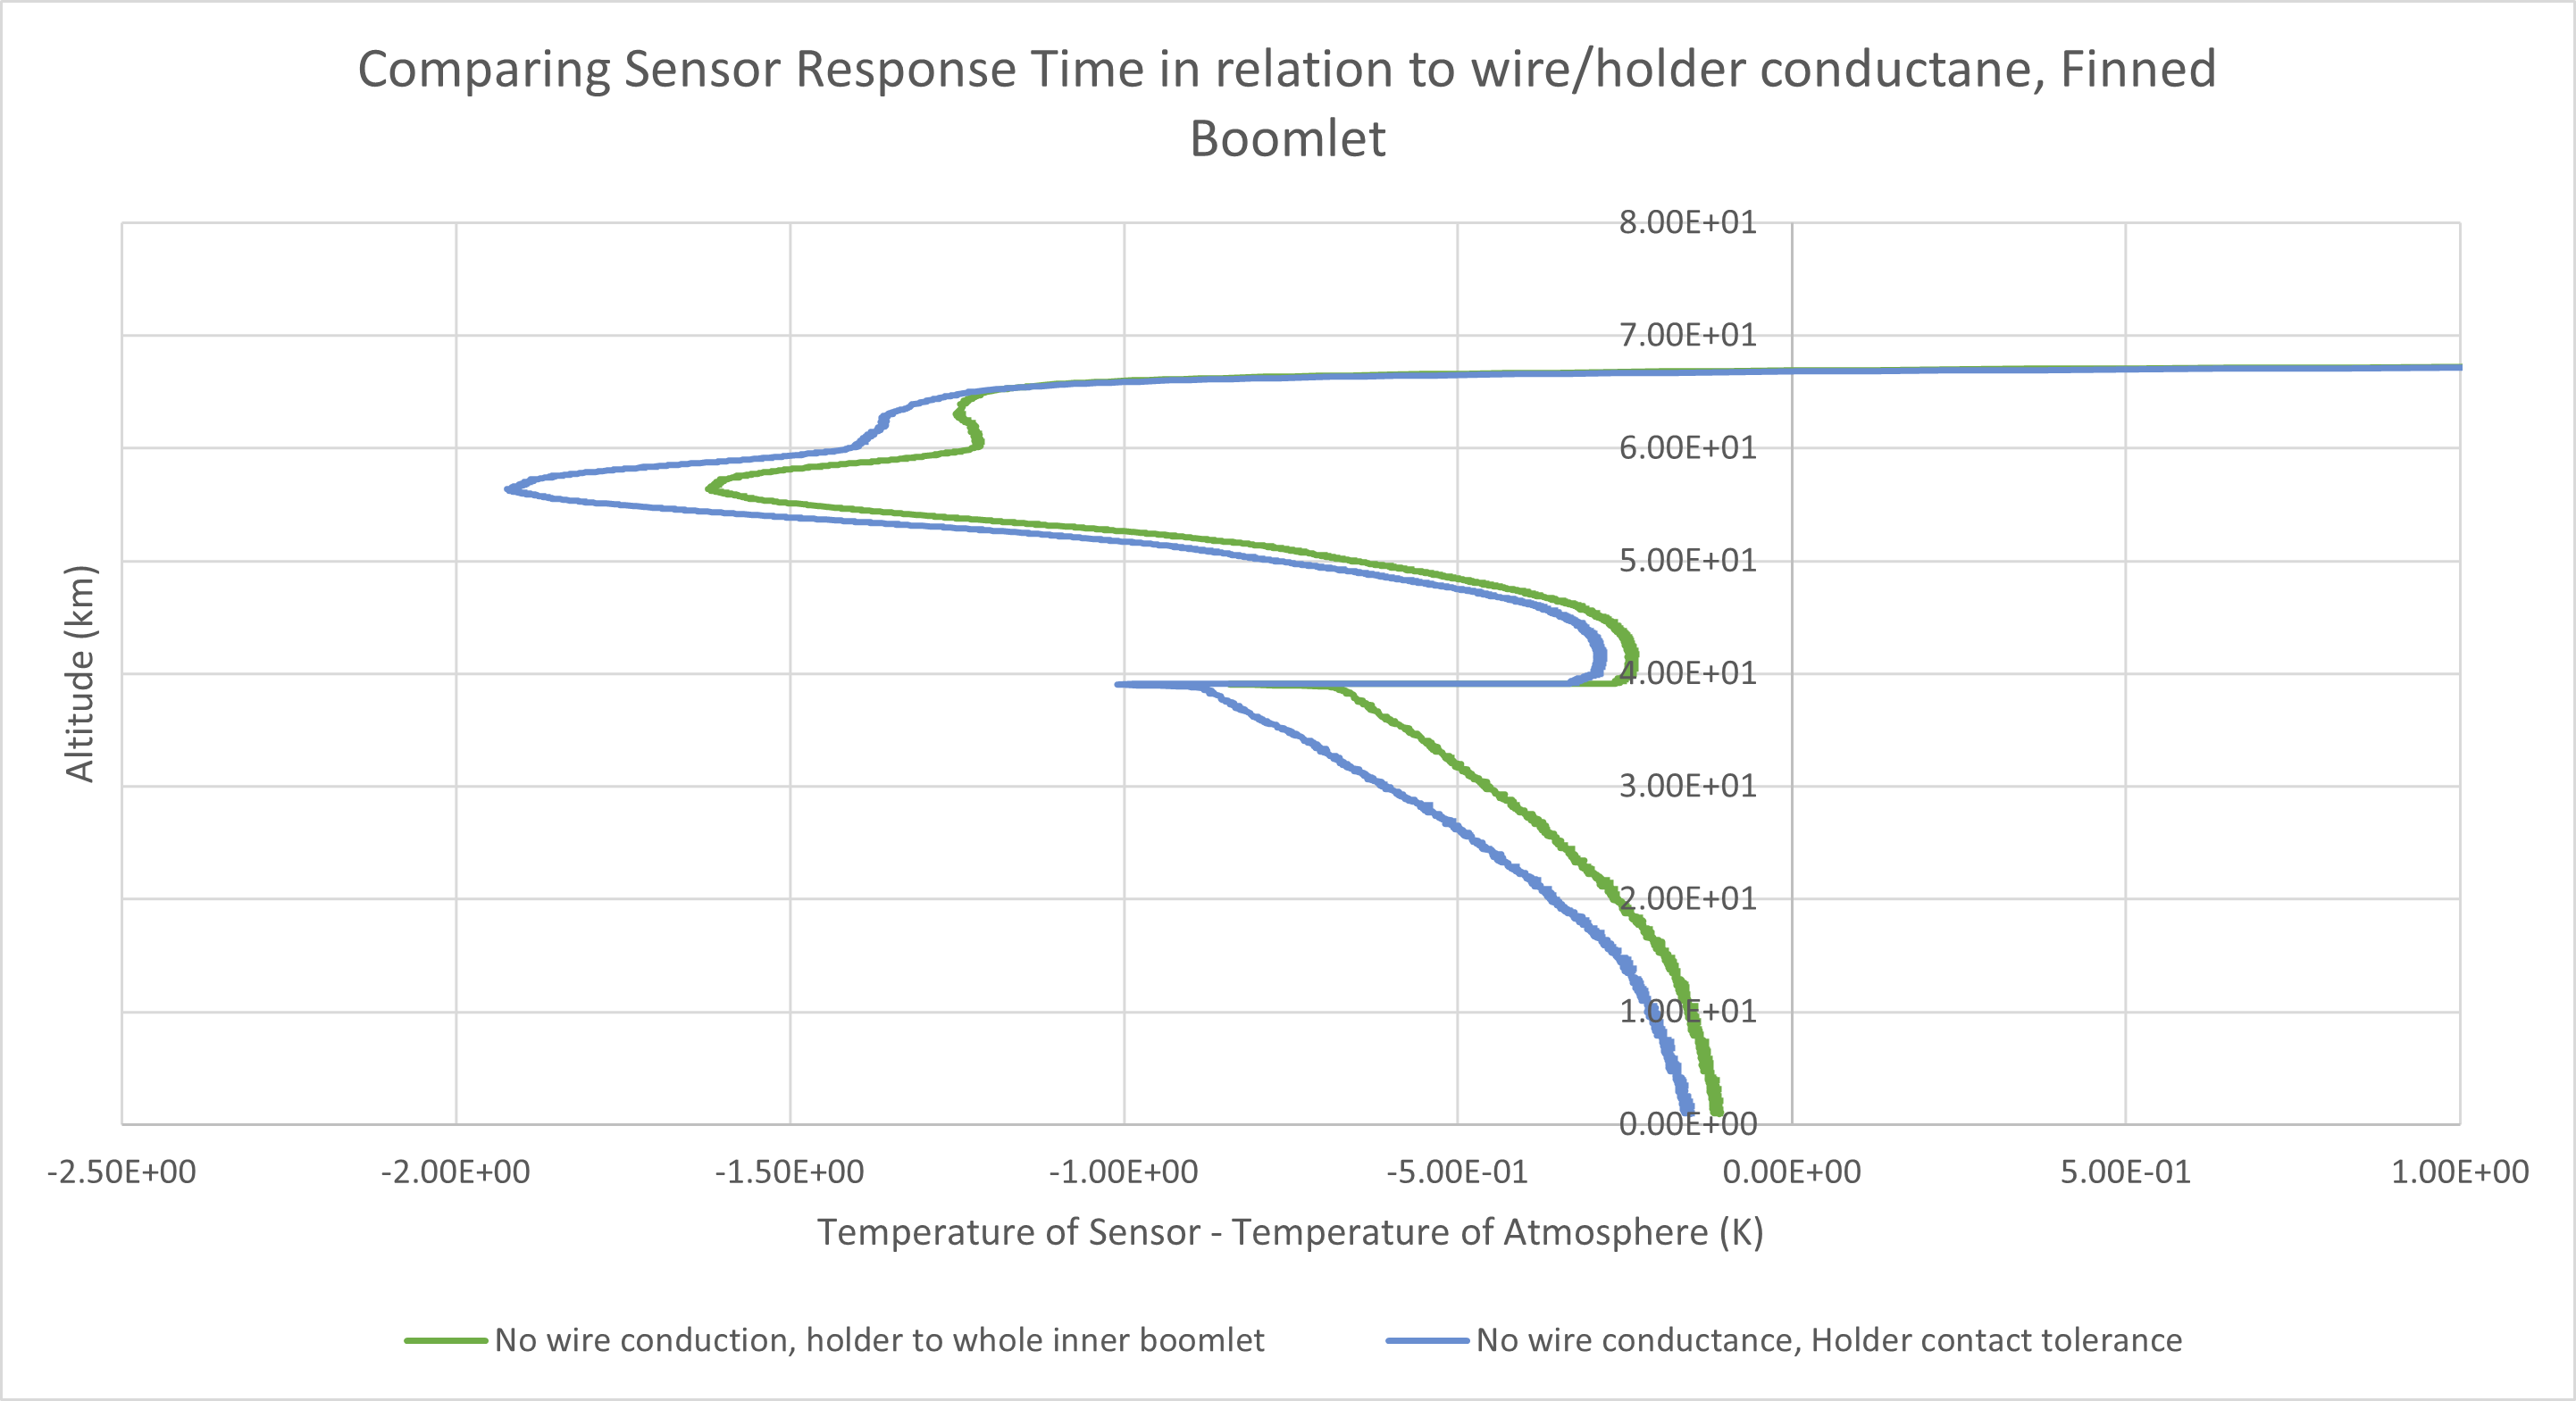 Comparing Sensor Response Time in relation to wire/holder conductane, Finned
Boomlet
8.00E+01
7.00E+01
6.00E+01
5.00E+01
4.00E+01
3.00E+01
2.00E+01
1.00E+01
0.00E+00
Altitude (km)
-2.50E+00 -2.00E+00 -1.50E+00 -1.00E+00 -5.00E-01 0.00E+00 5.00E-01 1.00E+00
Temperature of Sensor - Temperature of Atmosphere (K)
No wire conduction, holder to whole inner boomlet No wire conductance, Holder contact tolerance